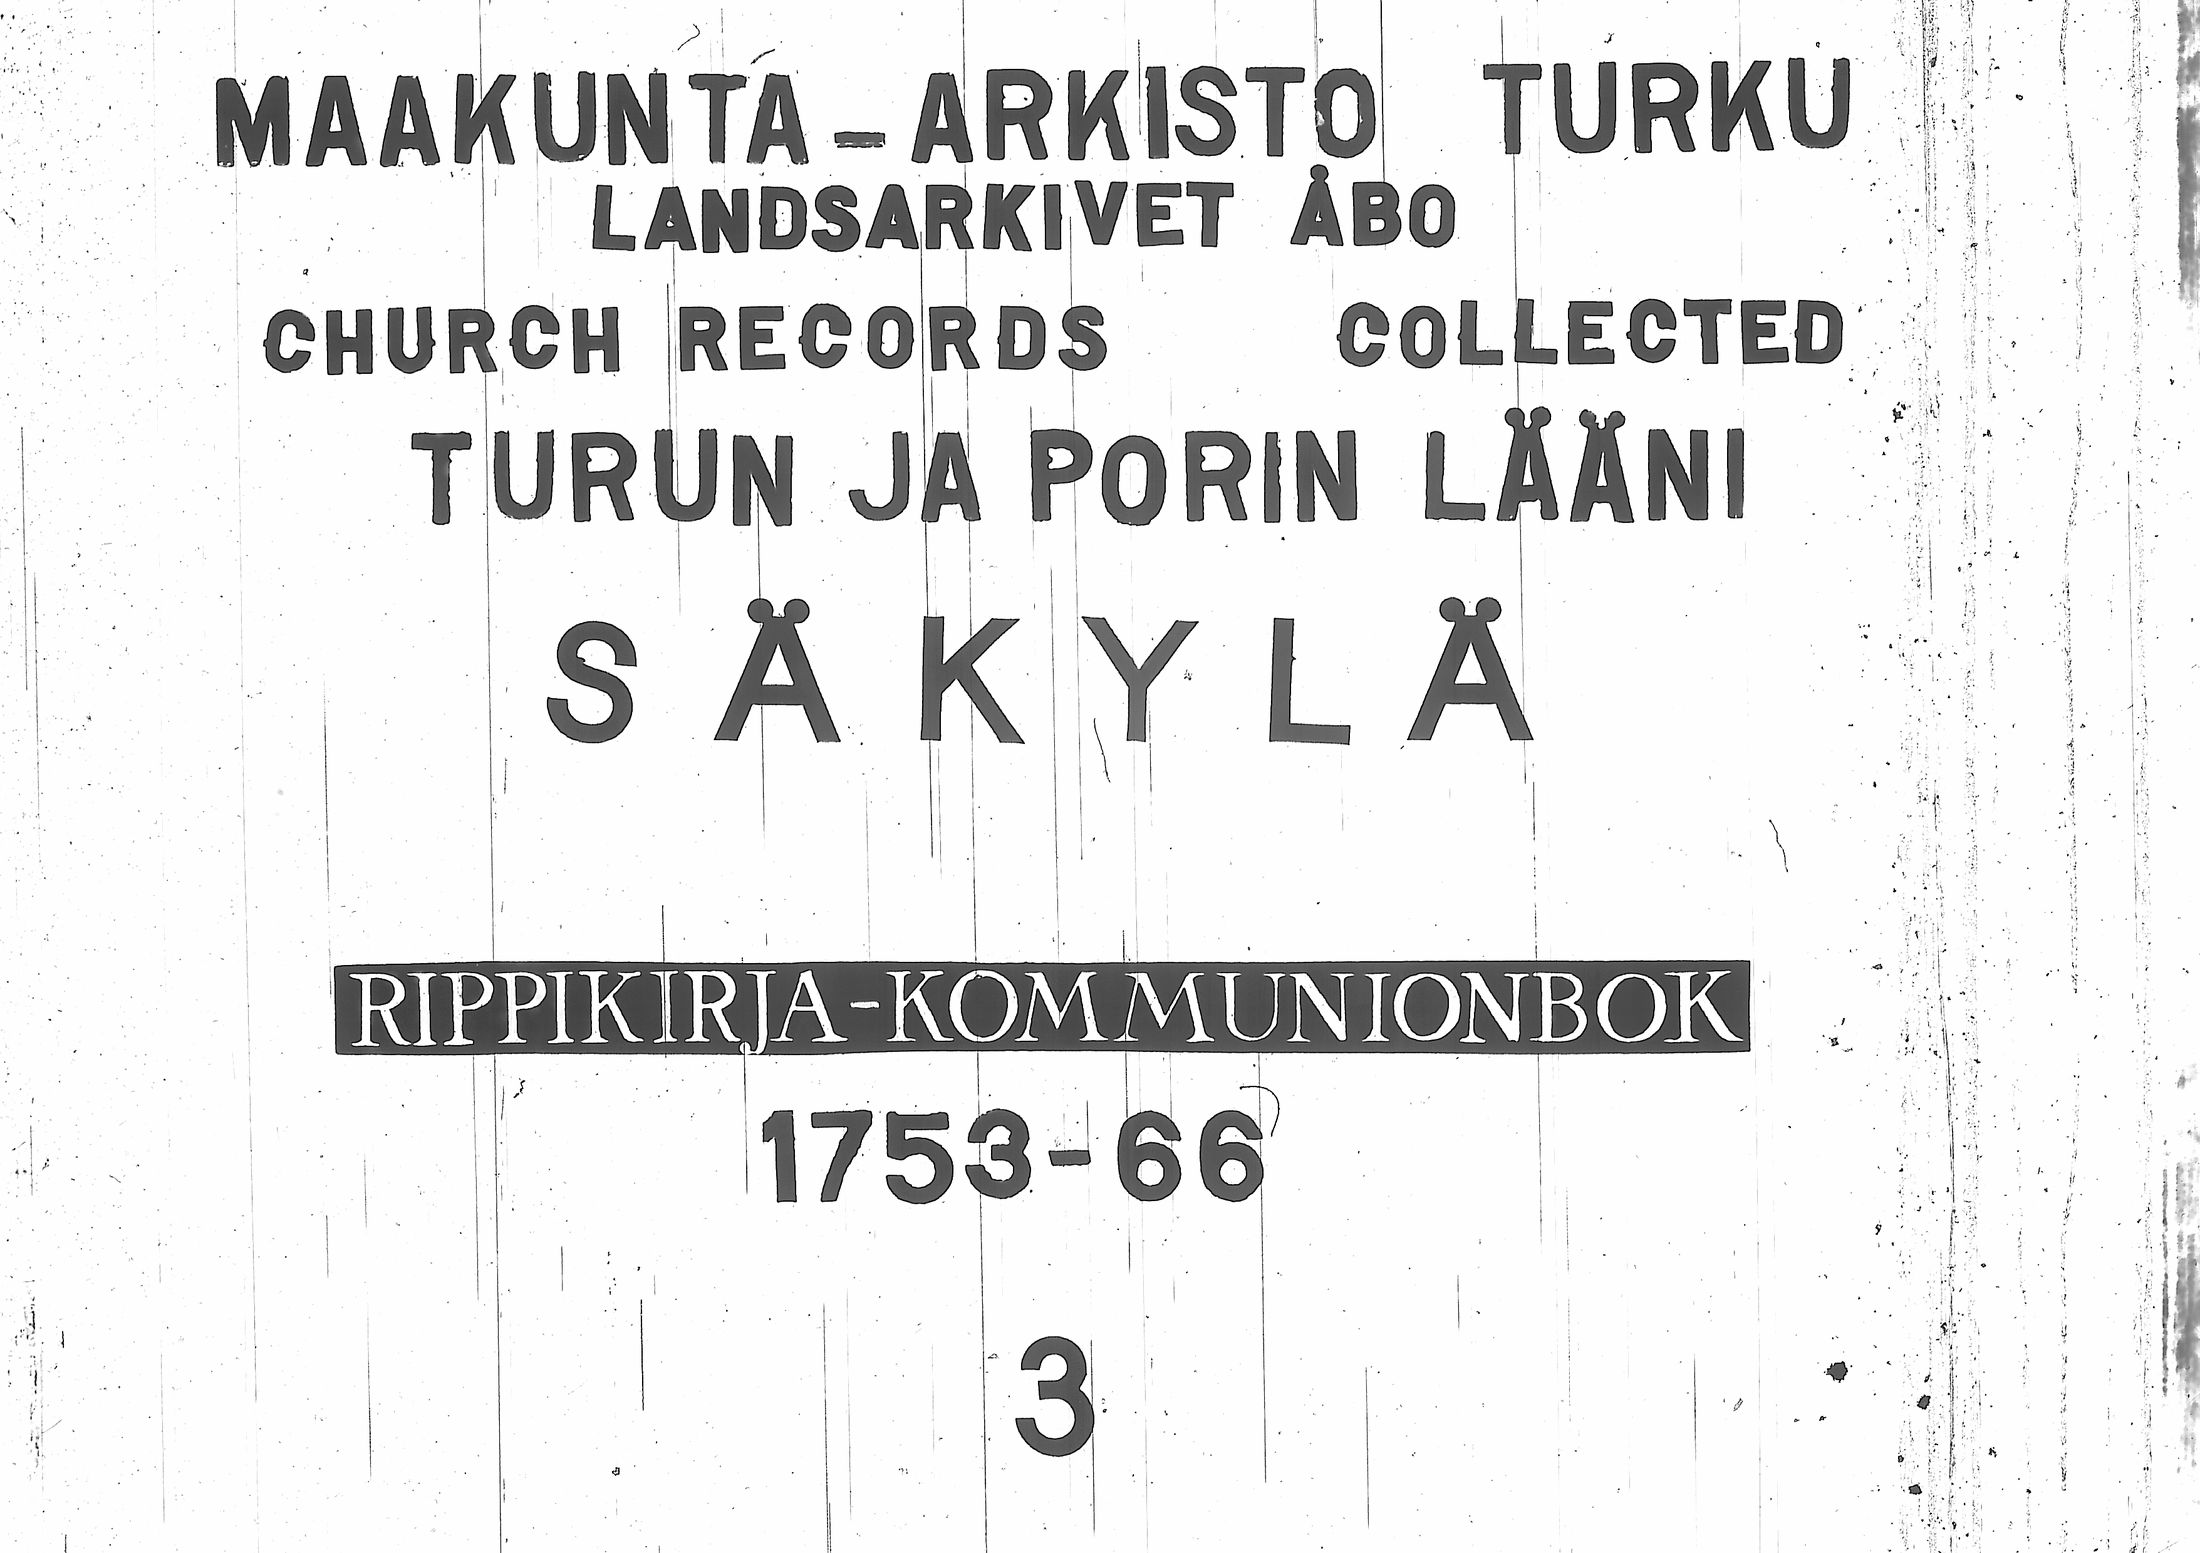 MAAKUNTA-ARKISTO TURKU
LANDSARKIVET ÅBO
CHURCH RECORDS COLLECTED
TURUN JA PORIN LÄÄNI
SÄKYLÄ
RIPPIKIRJA-KOMMUNIONBOK
1753-66
3